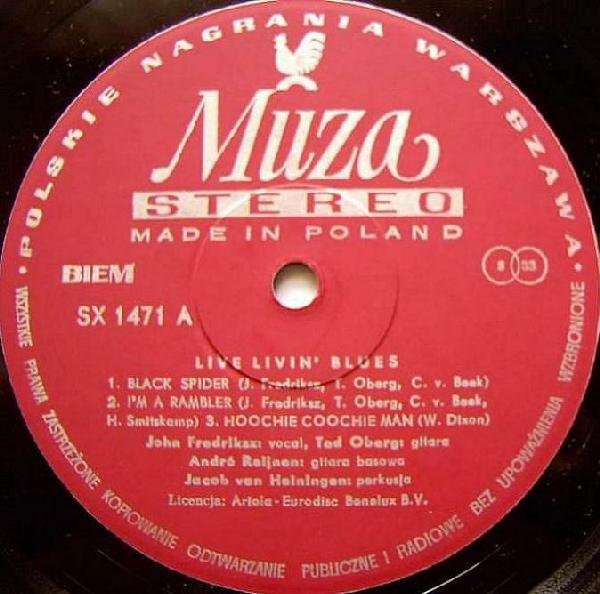 POLSKIE NAGRANIA WARSZAWA
Muza
STEREO
MADE IN POLAND
BIEM
S 33
SX 1471 A
LIVE LIVIN' BLUES
1. BLACK SPIDER (J. Fredriksz, T. Oberg, C. v. Beek)
2. I'M A RAMBLER (J. Fredriksz, T. Oberg, C. v. Beek,
H. Smitskamp) 3. HOOCHIE COOCHIE MAN (W. Dixon)
John Fredriksz: vocal, Ted Oberg: gitara
André Reijnen: gitara basowa
Jacob van Heiningen: perkusja
Licencja: Ariola - Eurodisc Benelux B.V.
WSZYSTKIE PRAWA ZASTRZEŻONE KOPIOWANIE ODTWARZANIE PUBLICZNE I RADIOWE BEZ UPOWAŻNIENIA WZBRONIONE